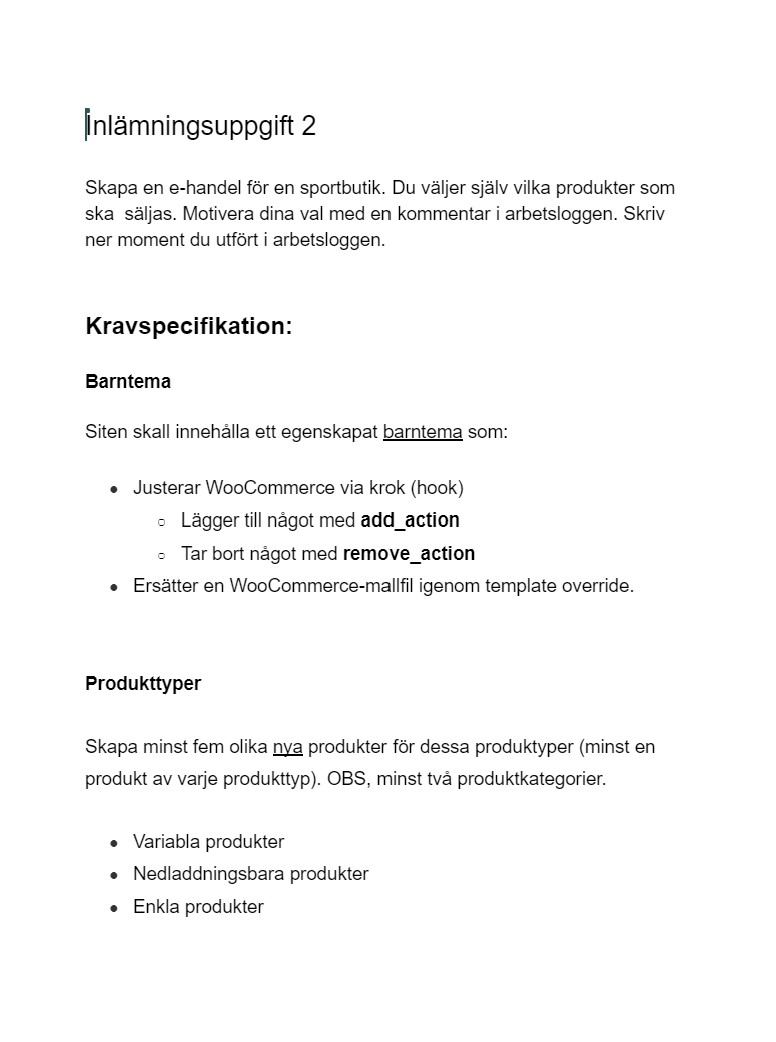 Inlämningsuppgift 2
Skapa en e-handel för en sportbutik. Du väljer själv vilka produkter som
ska  säljas. Motivera dina val med en kommentar i arbetsloggen. Skriv
ner moment du utfört i arbetsloggen.
Kravspecifikation:
Barntema
Siten skall innehålla ett egenskapat barntema som:
● Justerar WooCommerce via krok (hook)
○ Lägger till något med add_action
○ Tar bort något med remove_action
● Ersätter en WooCommerce-mallfil igenom template override.
Produkttyper
Skapa minst fem olika nya produkter för dessa produktyper (minst en
produkt av varje produkttyp). OBS, minst två produktkategorier.
● Variabla produkter
● Nedladdningsbara produkter
● Enkla produkter